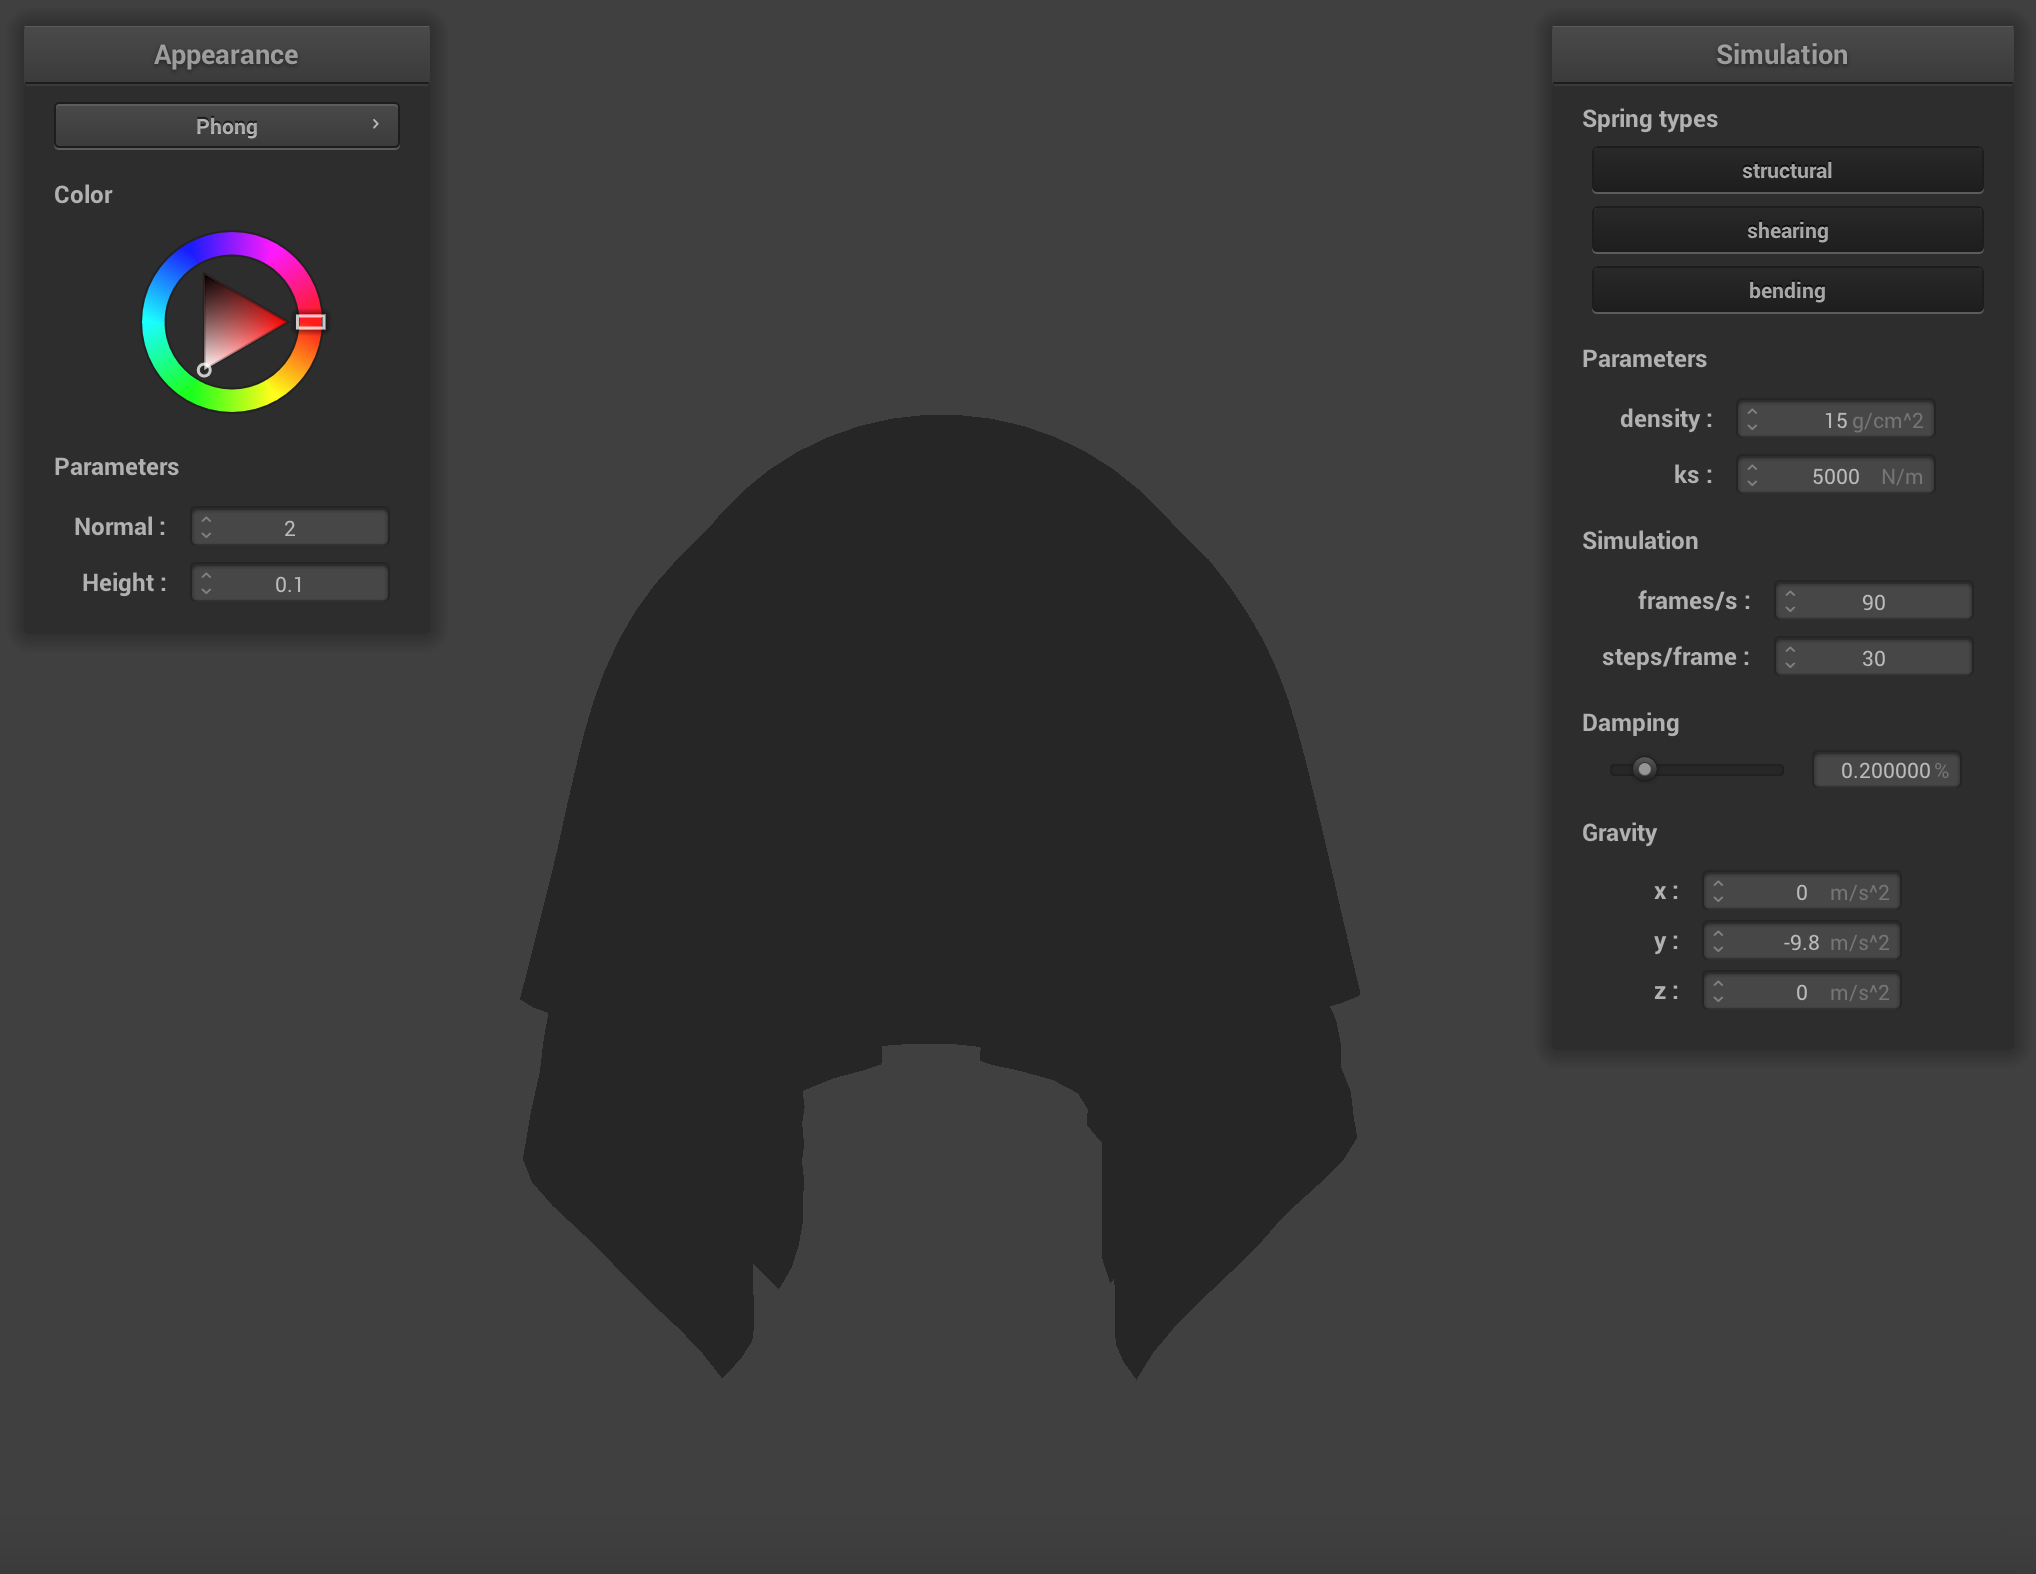 Appearance
Phong
Color
Parameters
Normal : 2
Height : 0.1
Simulation
Spring types
structural
shearing
bending
Parameters
density : 15 g/cm^2
ks : 5000 N/m
Simulation
frames/s : 90
steps/frame : 30
Damping
0.200000 %
Gravity
x : 0 m/s^2
y : -9.8 m/s^2
z : 0 m/s^2